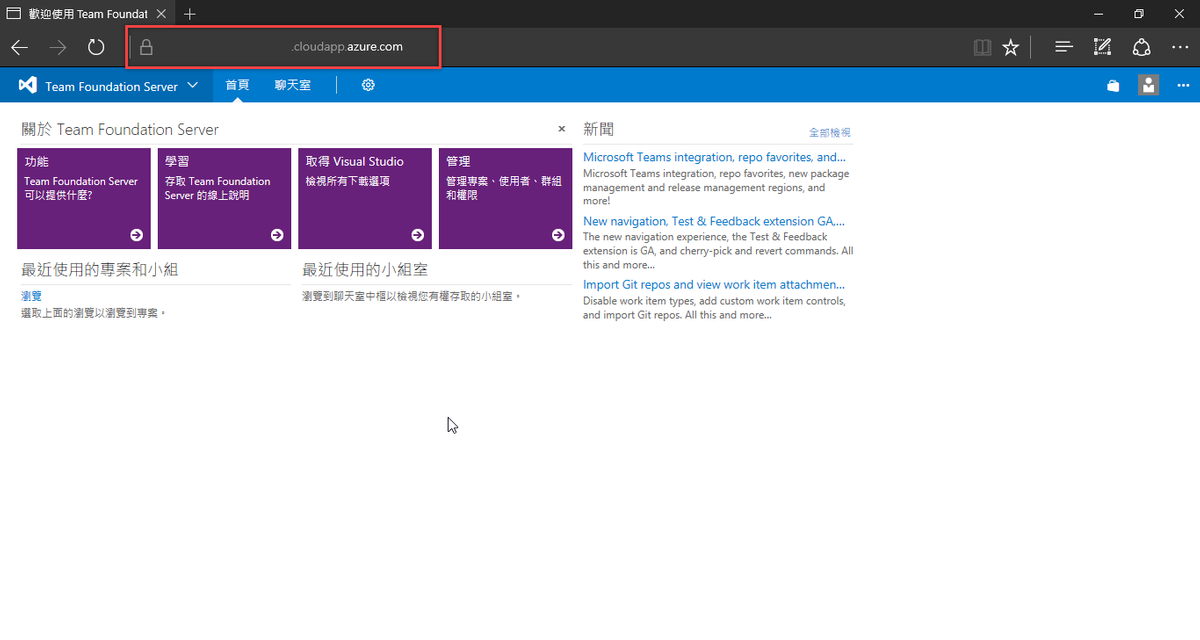 歡迎使用 Team Foundat
.cloudapp.azure.com
Team Foundation Server
首頁
聊天室
關於 Team Foundation Server
功能
Team Foundation Server
可以提供什麼?
學習
存取 Team Foundation
Server 的線上說明
取得 Visual Studio
檢視所有下載選項
管理
管理專案、使用者、群組
和權限
最近使用的專案和小組
瀏覽
選取上面的瀏覽以瀏覽到專案。
最近使用的小組室
瀏覽到聊天室中樞以檢視您有權存取的小組室。
新聞
全部檢視
Microsoft Teams integration, repo favorites, and...
Microsoft Teams integration, repo favorites, new package
management and release management regions, and
more!
New navigation, Test & Feedback extension GA,...
The new navigation experience, the Test & Feedback
extension is GA, and cherry-pick and revert commands. All
this and more...
Import Git repos and view work item attachmen...
Disable work item types, add custom work item controls,
and import Git repos. All this and more...